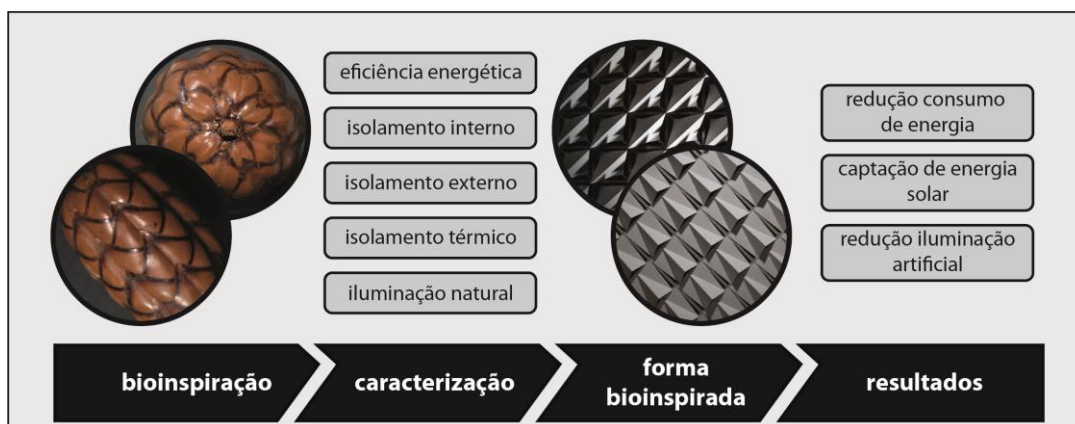 eficiência energética
isolamento interno
isolamento externo
isolamento térmico
iluminação natural
redução consumo
de energia
captação de energia
solar
redução iluminação
artificial
bioinspiração
caracterização
forma
bioinspirada
resultados